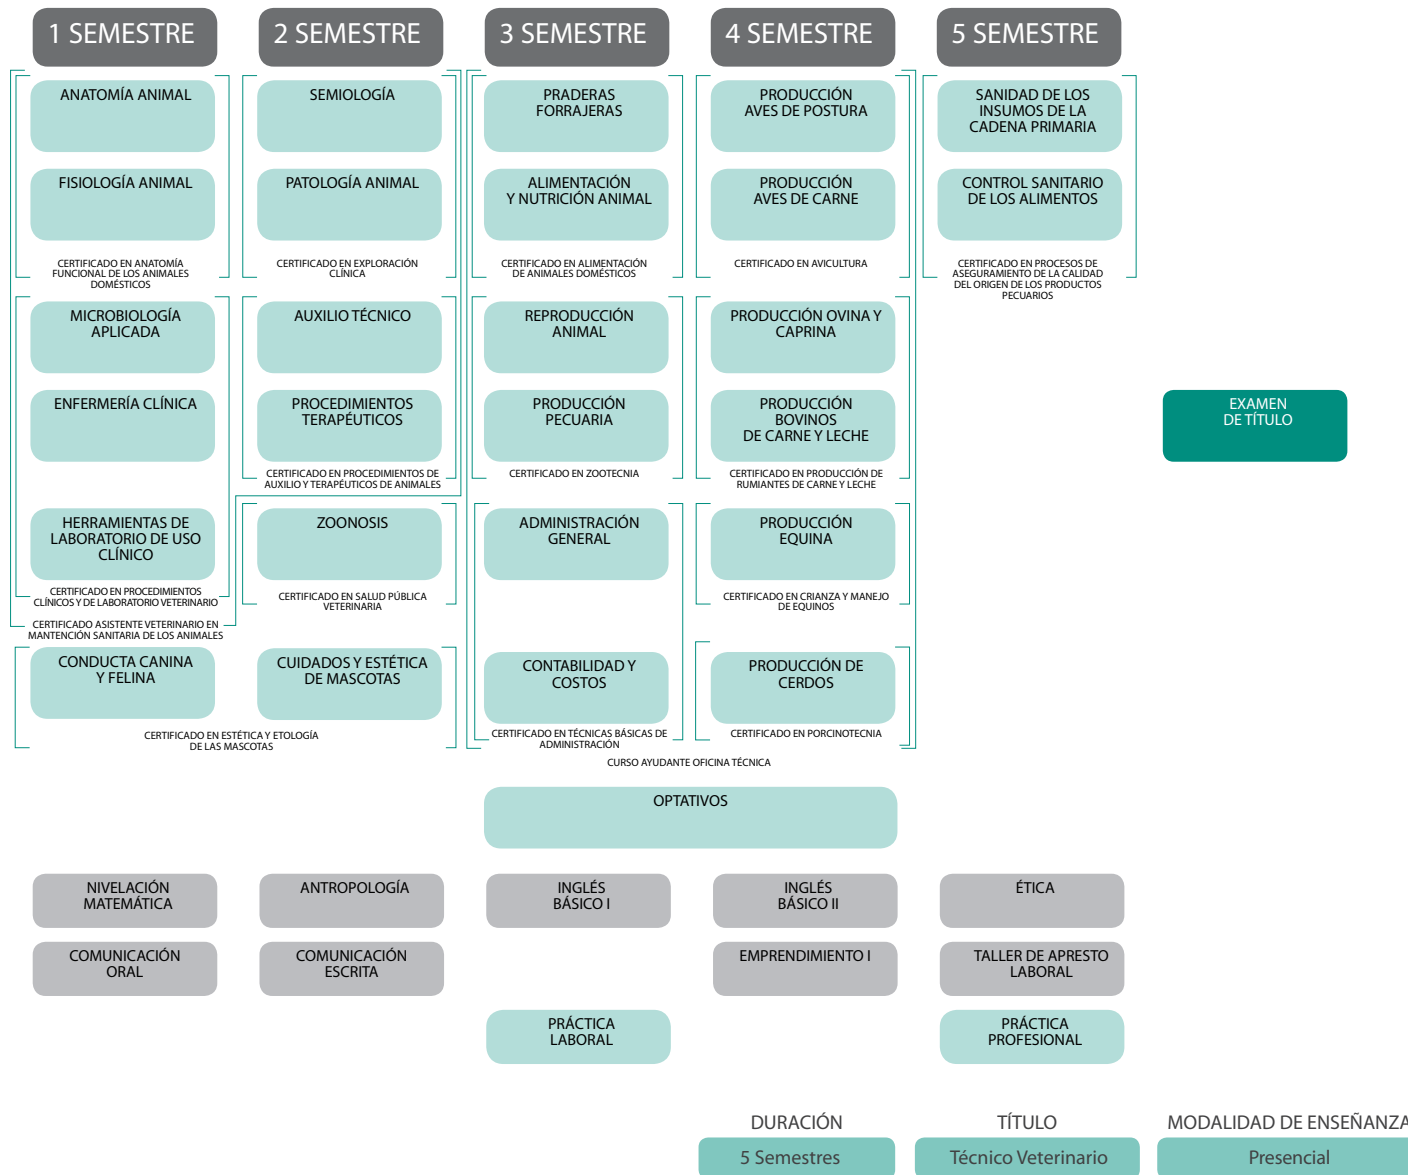 1 SEMESTRE
2 SEMESTRE
3 SEMESTRE
4 SEMESTRE
5 SEMESTRE
ANATOMÍA ANIMAL
SEMIOLOGÍA
PRADERAS
FORRAJERAS
PRODUCCIÓN
AVES DE POSTURA
SANIDAD DE LOS
INSUMOS DE LA
CADENA PRIMARIA
FISIOLOGÍA ANIMAL
PATOLOGÍA ANIMAL
ALIMENTACIÓN
Y NUTRICIÓN ANIMAL
PRODUCCIÓN
AVES DE CARNE
CONTROL SANITARIO
DE LOS ALIMENTOS
CERTIFICADO EN ANATOMÍA
FUNCIONAL DE LOS ANIMALES
DOMÉSTICOS
CERTIFICADO EN EXPLORACIÓN
CLÍNICA
CERTIFICADO EN ALIMENTACIÓN
DE ANIMALES DOMÉSTICOS
CERTIFICADO EN AVICULTURA
CERTIFICADO EN PROCESOS DE
ASEGURAMIENTO DE LA CALIDAD
DEL ORIGEN DE LOS PRODUCTOS
PECUARIOS
MICROBIOLOGÍA
APLICADA
AUXILIO TÉCNICO
REPRODUCCIÓN
ANIMAL
PRODUCCIÓN OVINA Y
CAPRINA
ENFERMERÍA CLÍNICA
PROCEDIMIENTOS
TERAPÉUTICOS
PRODUCCIÓN
PECUARIA
PRODUCCIÓN
BOVINOS
DE CARNE Y LECHE
EXAMEN
DE TÍTULO
CERTIFICADO EN PROCEDIMIENTOS DE
AUXILIO Y TERAPÉUTICOS DE ANIMALES
CERTIFICADO EN ZOOTECNIA
CERTIFICADO EN PRODUCCIÓN DE
RUMIANTES DE CARNE Y LECHE
HERRAMIENTAS DE
LABORATORIO DE USO
CLÍNICO
ZOONOSIS
ADMINISTRACIÓN
GENERAL
PRODUCCIÓN
EQUINA
CERTIFICADO EN PROCEDIMIENTOS
CLÍNICOS Y DE LABORATORIO VETERINARIO
CERTIFICADO EN SALUD PÚBLICA
VETERINARIA
CERTIFICADO EN CRIANZA Y MANEJO
DE EQUINOS
CERTIFICADO ASISTENTE VETERINARIO EN
MANTENCIÓN SANITARIA DE LOS ANIMALES
CONDUCTA CANINA
Y FELINA
CUIDADOS Y ESTÉTICA
DE MASCOTAS
CONTABILIDAD Y
COSTOS
PRODUCCIÓN DE
CERDOS
CERTIFICADO EN ESTÉTICA Y ETOLOGÍA
DE LAS MASCOTAS
CERTIFICADO EN TÉCNICAS BÁSICAS DE
ADMINISTRACIÓN
CERTIFICADO EN PORCINOTECNIA
CURSO AYUDANTE OFICINA TÉCNICA
OPTATIVOS
NIVELACIÓN
MATEMÁTICA
ANTROPOLOGÍA
INGLÉS
BÁSICO I
INGLÉS
BÁSICO II
ÉTICA
COMUNICACIÓN
ORAL
COMUNICACIÓN
ESCRITA
EMPRENDIMIENTO I
TALLER DE APRESTO
LABORAL
PRÁCTICA
LABORAL
PRÁCTICA
PROFESIONAL
DURACIÓN
TÍTULO
MODALIDAD DE ENSEÑANZA
5 Semestres
Técnico Veterinario
Presencial